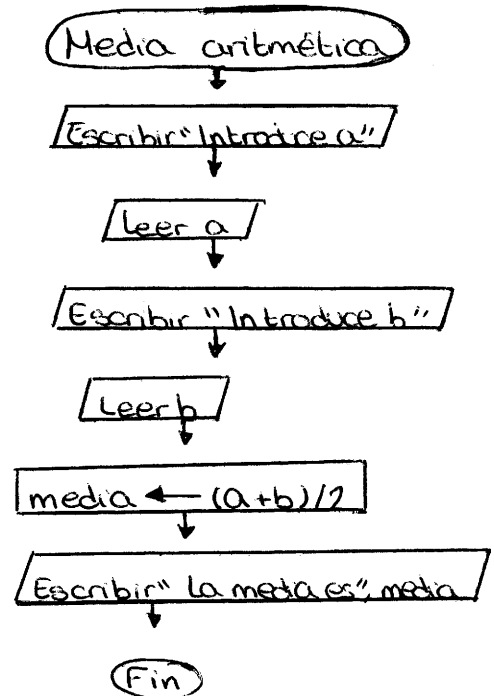 Media aritmética
Escribir "Introduce a"
Leer a
Escribir "Introduce b"
Leer b
media ← (a+b)/2
Escribir "La media es", media
Fin